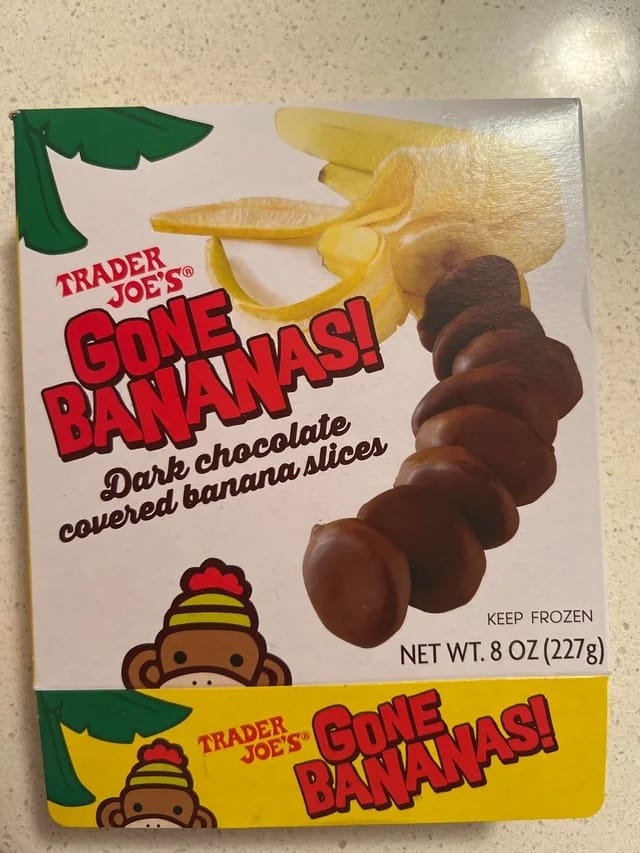 TRADER
JOE'S®
GONE
BANANAS!
Dark chocolate
covered banana slices
KEEP FROZEN
NET WT. 8 OZ (227g)
TRADER
JOE'S®
GONE
BANANAS!